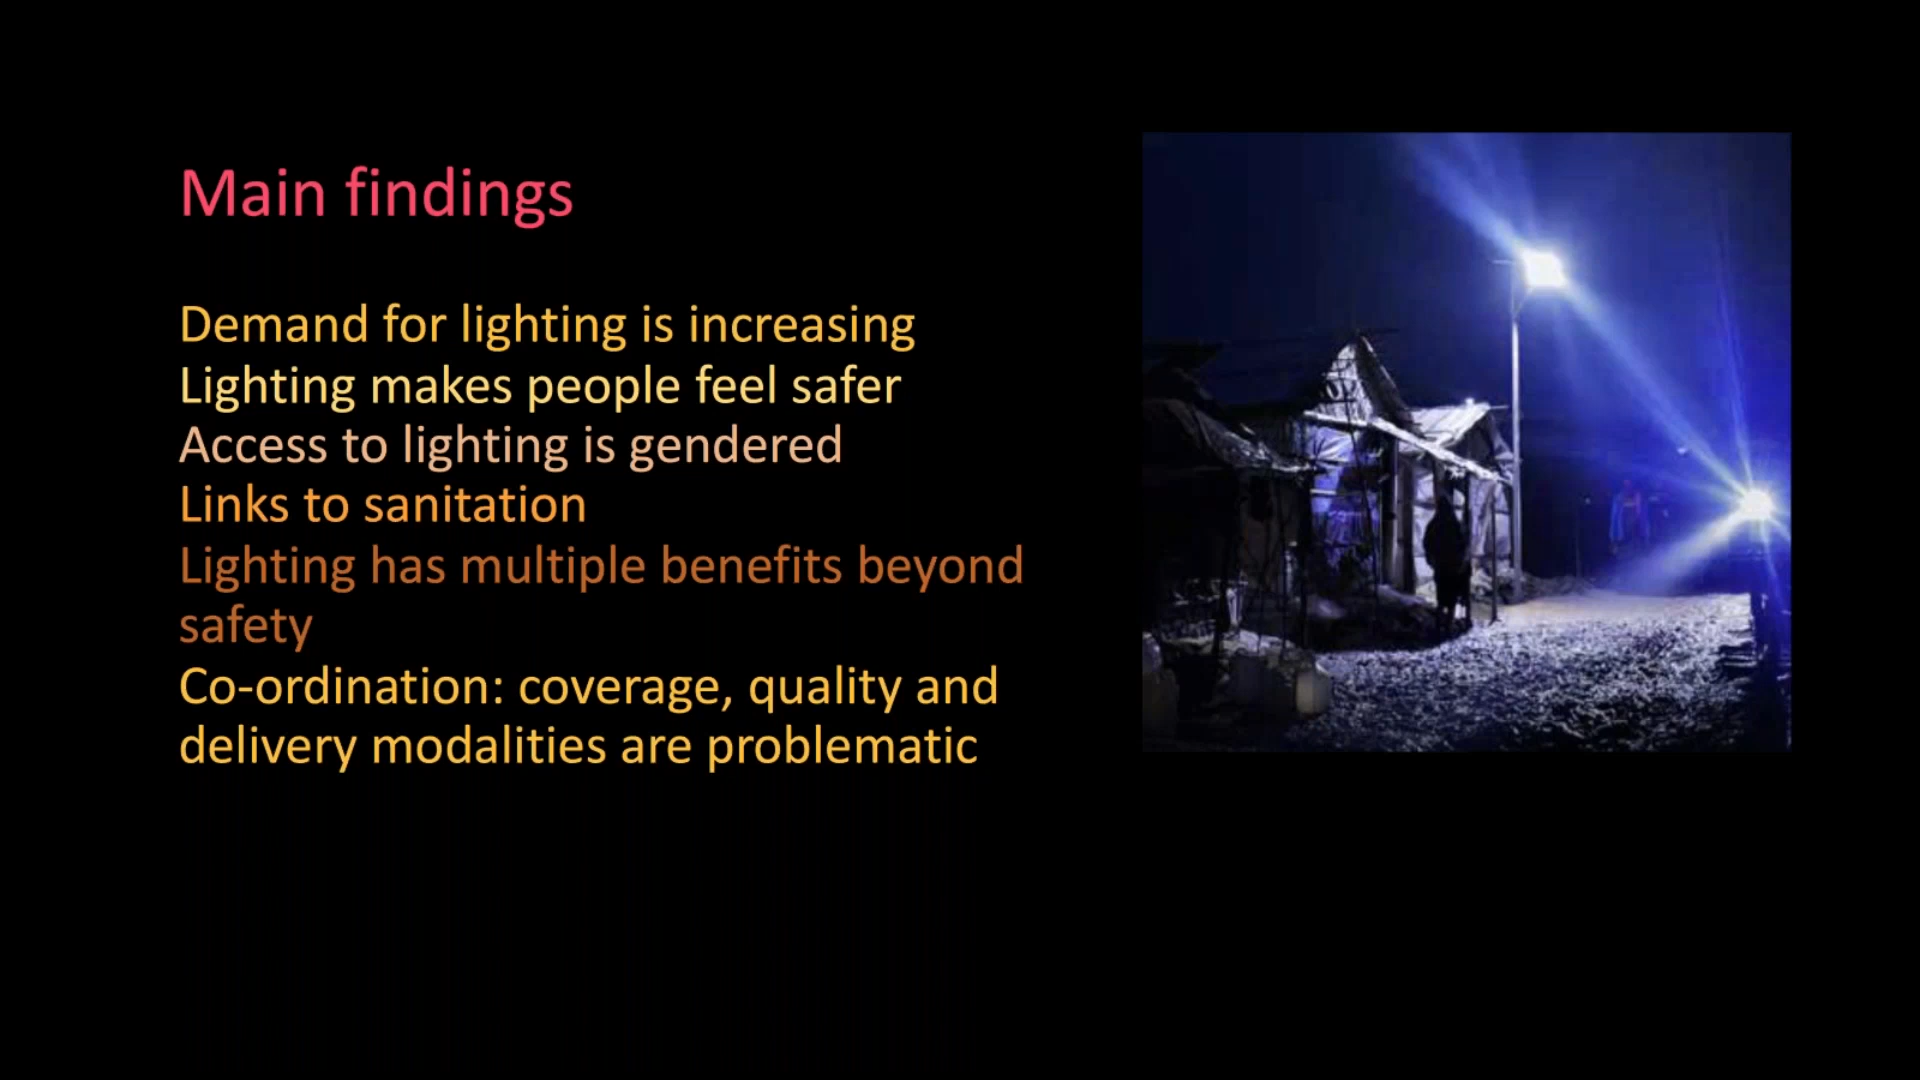 Main findings
Demand for lighting is increasing
Lighting makes people feel safer
Access to lighting is gendered
Links to sanitation
Lighting has multiple benefits beyond
safety
Co-ordination: coverage, quality and
delivery modalities are problematic